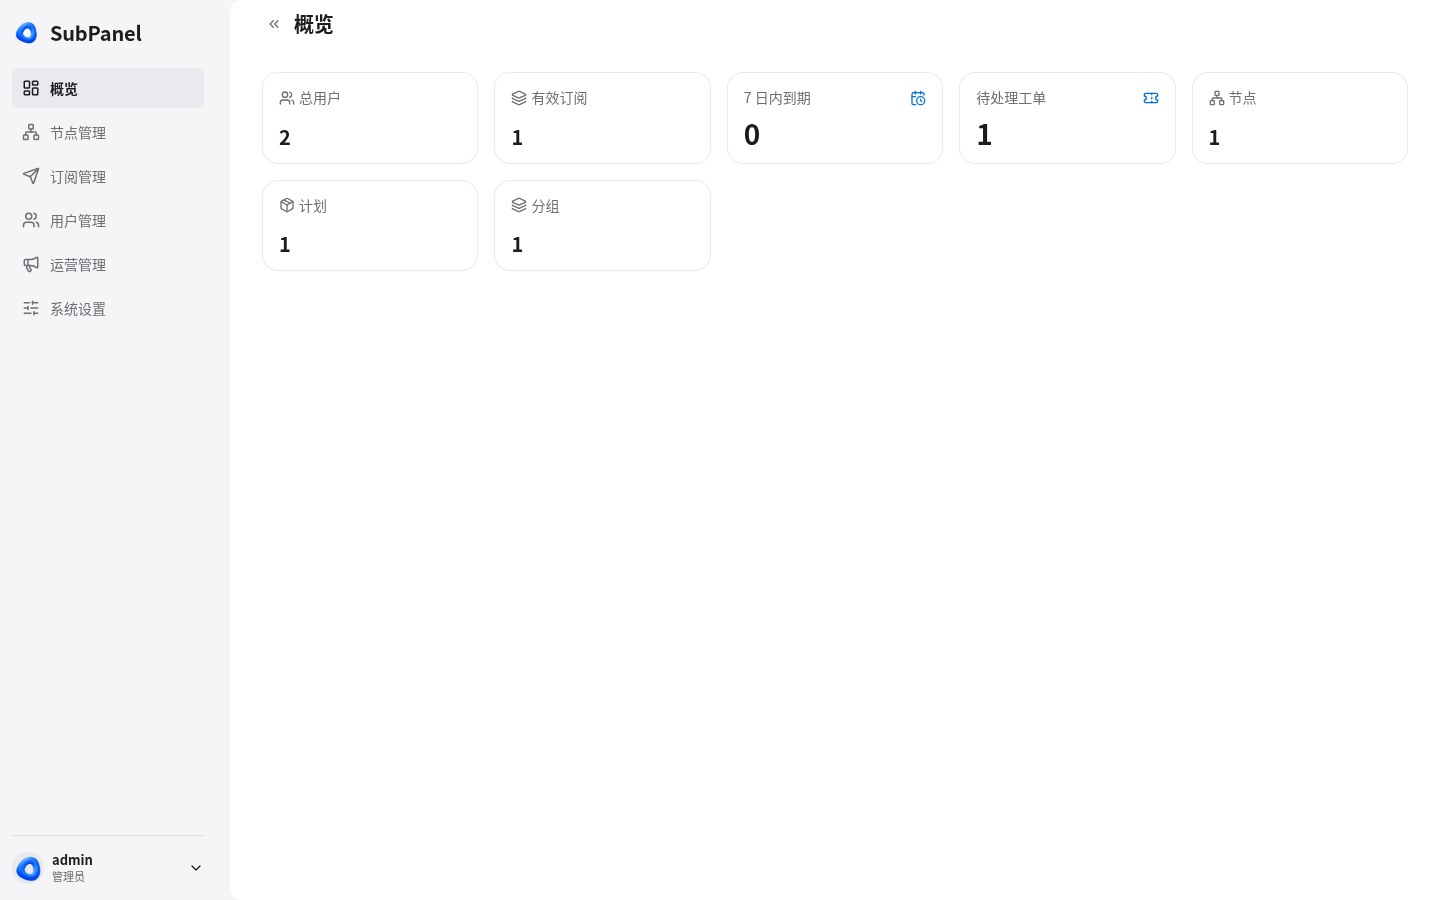 SubPanel
概览
节点管理
订阅管理
用户管理
运营管理
系统设置
admin
管理员
概览
总用户
2
有效订阅
1
7 日内到期
0
待处理工单
1
节点
1
计划
1
分组
1